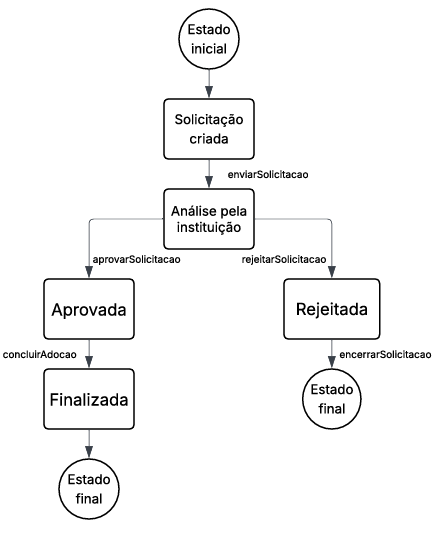 Estado
inicial
Solicitação
criada
enviarSolicitacao
Análise pela
instituição
aprovarSolicitacao
rejeitarSolicitacao
Aprovada
Rejeitada
concluirAdocao
encerrarSolicitacao
Finalizada
Estado
final
Estado
final